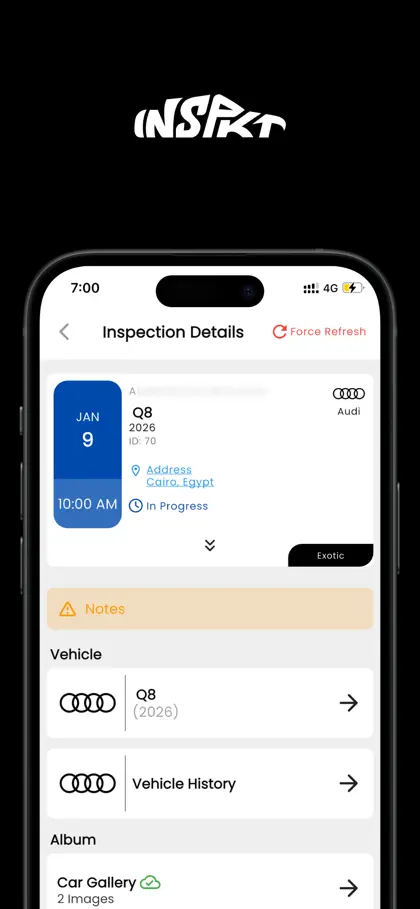 INSPKT
7:00
4G
Inspection Details
Force Refresh
JAN
9
10:00 AM
A
Q8
2026
ID: 70
Address
Cairo, Egypt
In Progress
Audi
Exotic
Notes
Vehicle
Q8
(2026)
Vehicle History
Album
Car Gallery
2 Images